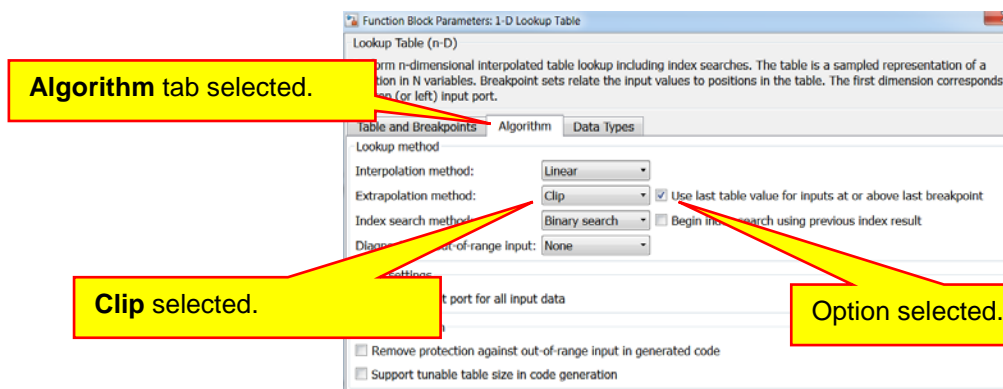 Function Block Parameters: 1-D Lookup Table
Lookup Table (n-D)
orm n-dimensional interpolated table lookup including index searches. The table is a sampled representation of a
tion in N variables. Breakpoint sets relate the input values to positions in the table. The first dimension corresponds
(or left) input port.
Algorithm tab selected.
Table and Breakpoints Algorithm Data Types
Lookup method
Interpolation method: Linear
Extrapolation method: Clip Use last table value for inputs at or above last breakpoint
Index search method: Binary search Begin index search using previous index result
out-of-range input: None
settings
Clip selected.
t port for all input data
Option selected.
Remove protection against out-of-range input in generated code
Support tunable table size in code generation